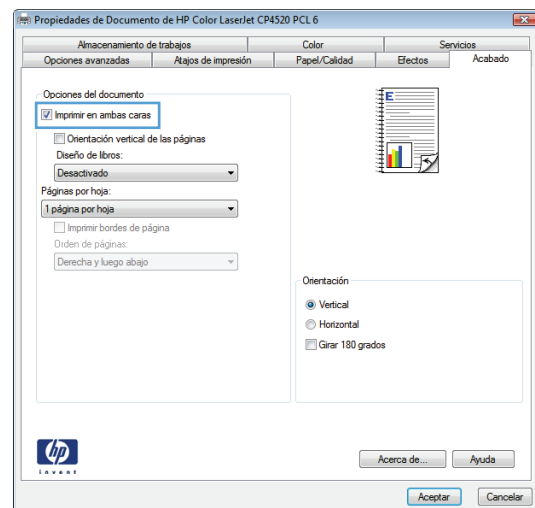 Propiedades de Documento de HP Color LaserJet CP4520 PCL 6
Almacenamiento de trabajos
Color
Servicios
Opciones avanzadas
Atajos de impresión
Papel/Calidad
Efectos
Acabado
Opciones del documento
Imprimir en ambas caras
Orientación vertical de las páginas
Diseño de libros:
Desactivado
Páginas por hoja:
1 página por hoja
Imprimir bordes de página
Orden de páginas:
Derecha y luego abajo
E
Orientación
Vertical
Horizontal
Girar 180 grados
hp
invent
Acerca de...
Ayuda
Aceptar
Cancelar